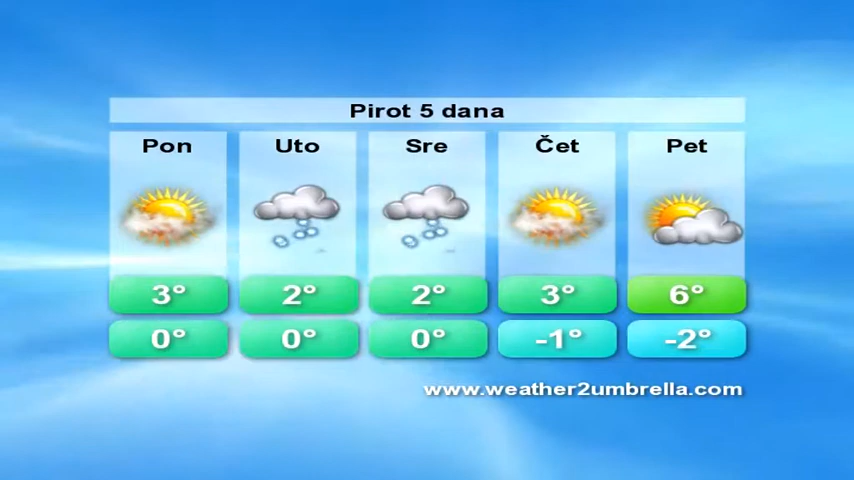 Pirot 5 dana
Pon Uto Sre Čet Pet
3° 2° 2° 3° 6°
0° 0° 0° -1° -2°
www.weather2umbrella.com